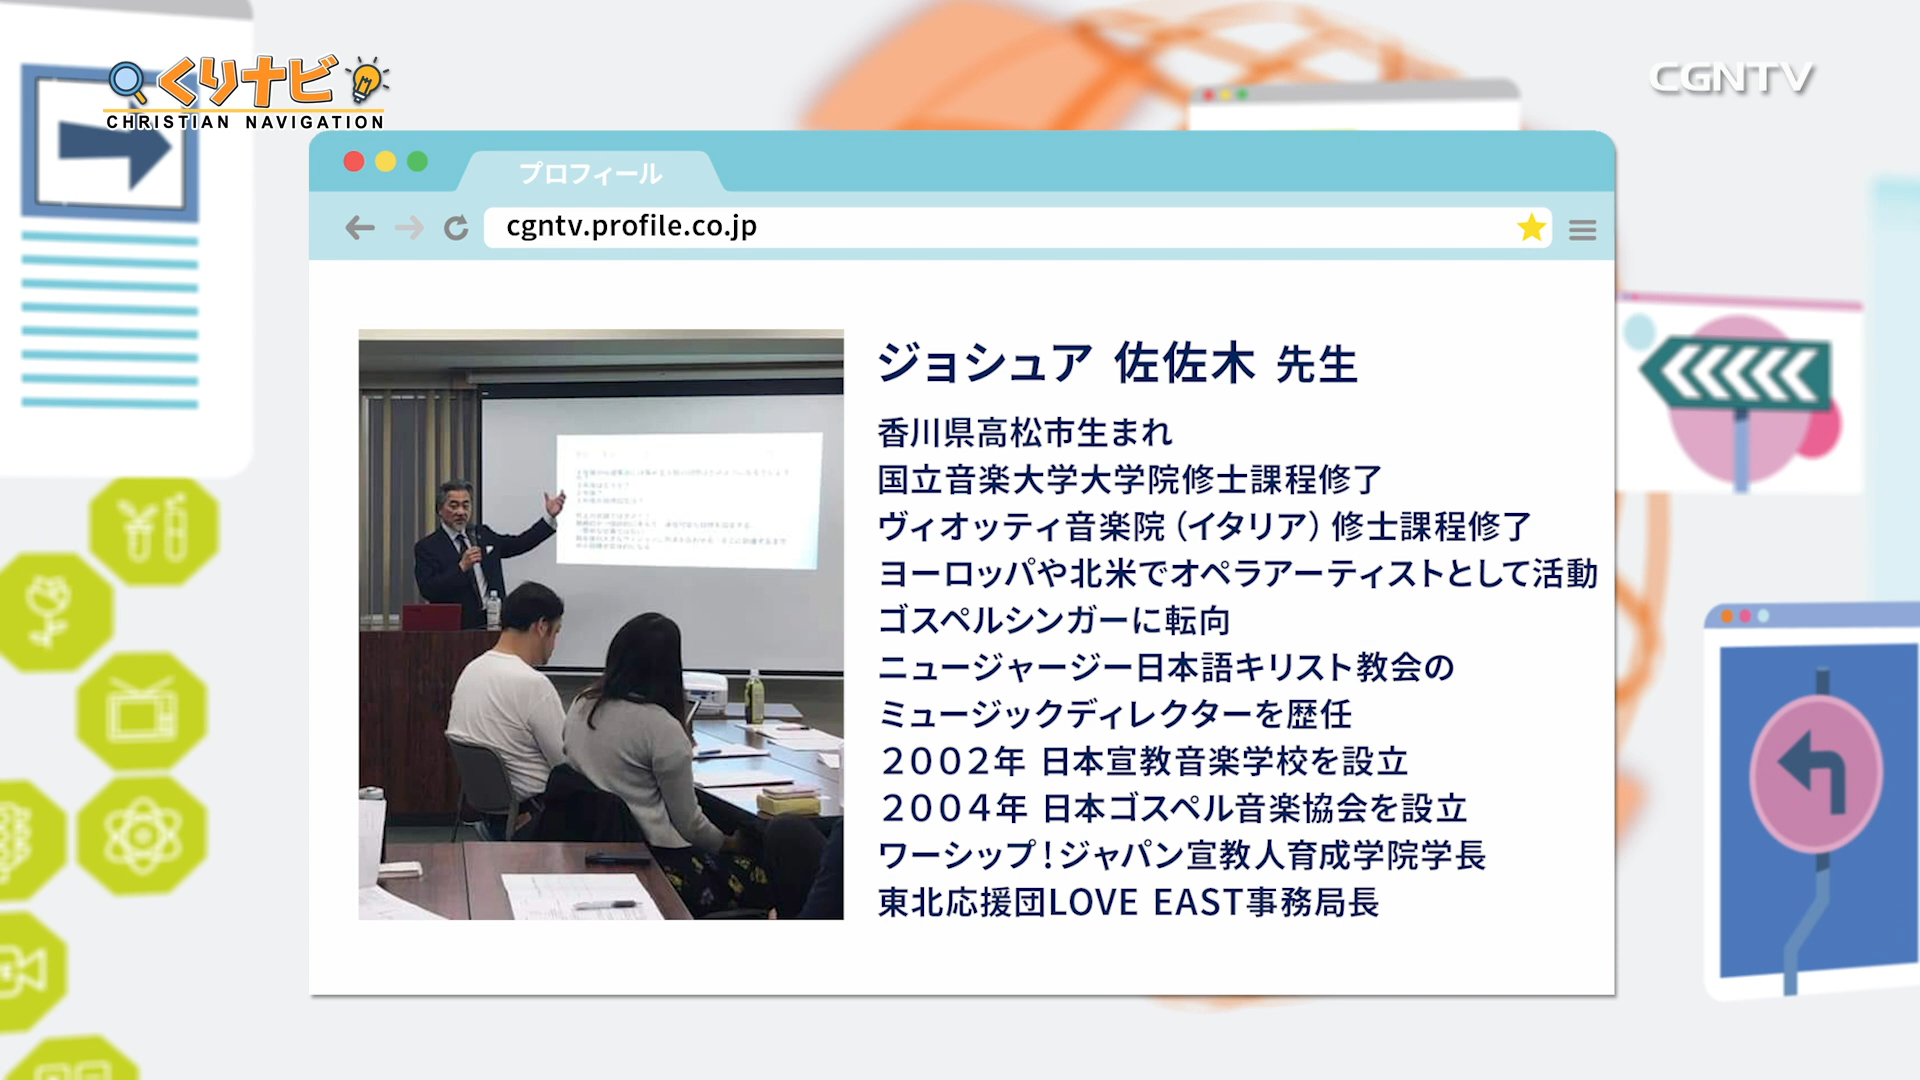 くりナビ
CHRISTIAN NAVIGATION
CGNTV
プロフィール
cgntv.profile.co.jp
ジョシュア 佐佐木 先生
香川県高松市生まれ
国立音楽大学大学院修士課程修了
ヴィオッティ音楽院（イタリア）修士課程修了
ヨーロッパや北米でオペラアーティストとして活動
ゴスペルシンガーに転向
ニュージャージー日本語キリスト教会の
ミュージックディレクターを歴任
２００２年 日本宣教音楽学校を設立
２００４年 日本ゴスペル音楽協会を設立
ワーシップ！ジャパン宣教人育成学院学長
東北応援団LOVE EAST事務局長